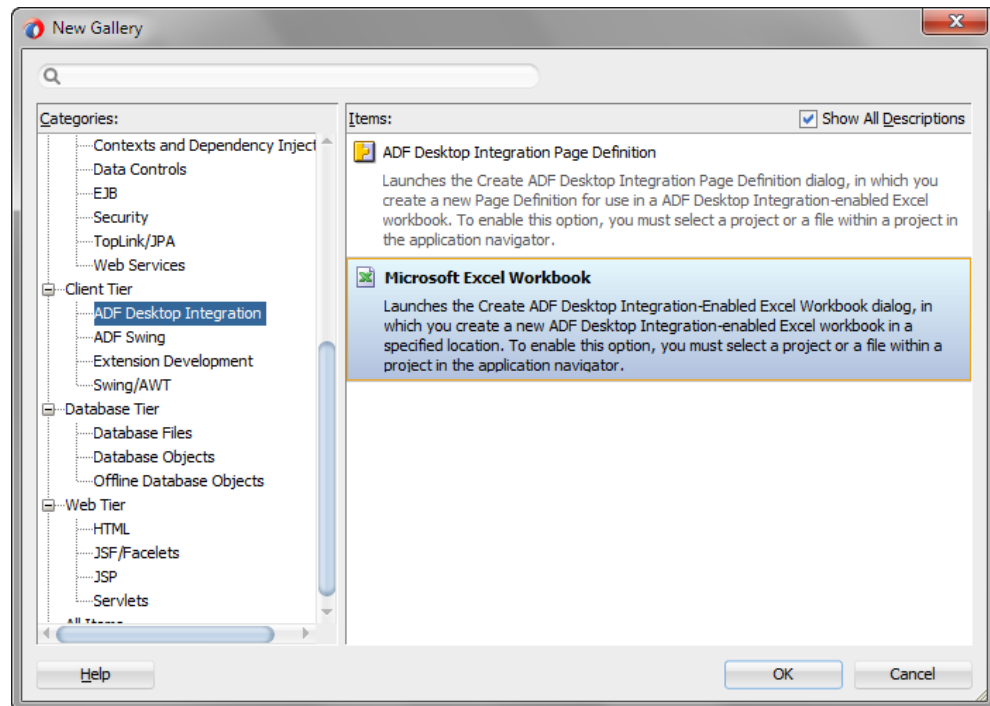 New Gallery
Categories:
Contexts and Dependency Inject
Data Controls
EJB
Security
TopLink/JPA
Web Services
Client Tier
ADF Desktop Integration
ADF Swing
Extension Development
Swing/AWT
Database Tier
Database Files
Database Objects
Offline Database Objects
Web Tier
HTML
JSF/Facelets
JSP
Servlets
All Items
Items:
Show All Descriptions
ADF Desktop Integration Page Definition
Launches the Create ADF Desktop Integration Page Definition dialog, in which you
create a new Page Definition for use in a ADF Desktop Integration-enabled Excel
workbook. To enable this option, you must select a project or a file within a project in
the application navigator.
Microsoft Excel Workbook
Launches the Create ADF Desktop Integration-Enabled Excel Workbook dialog, in
which you create a new ADF Desktop Integration-enabled Excel workbook in a
specified location. To enable this option, you must select a project or a file within a
project in the application navigator.
Help
OK
Cancel